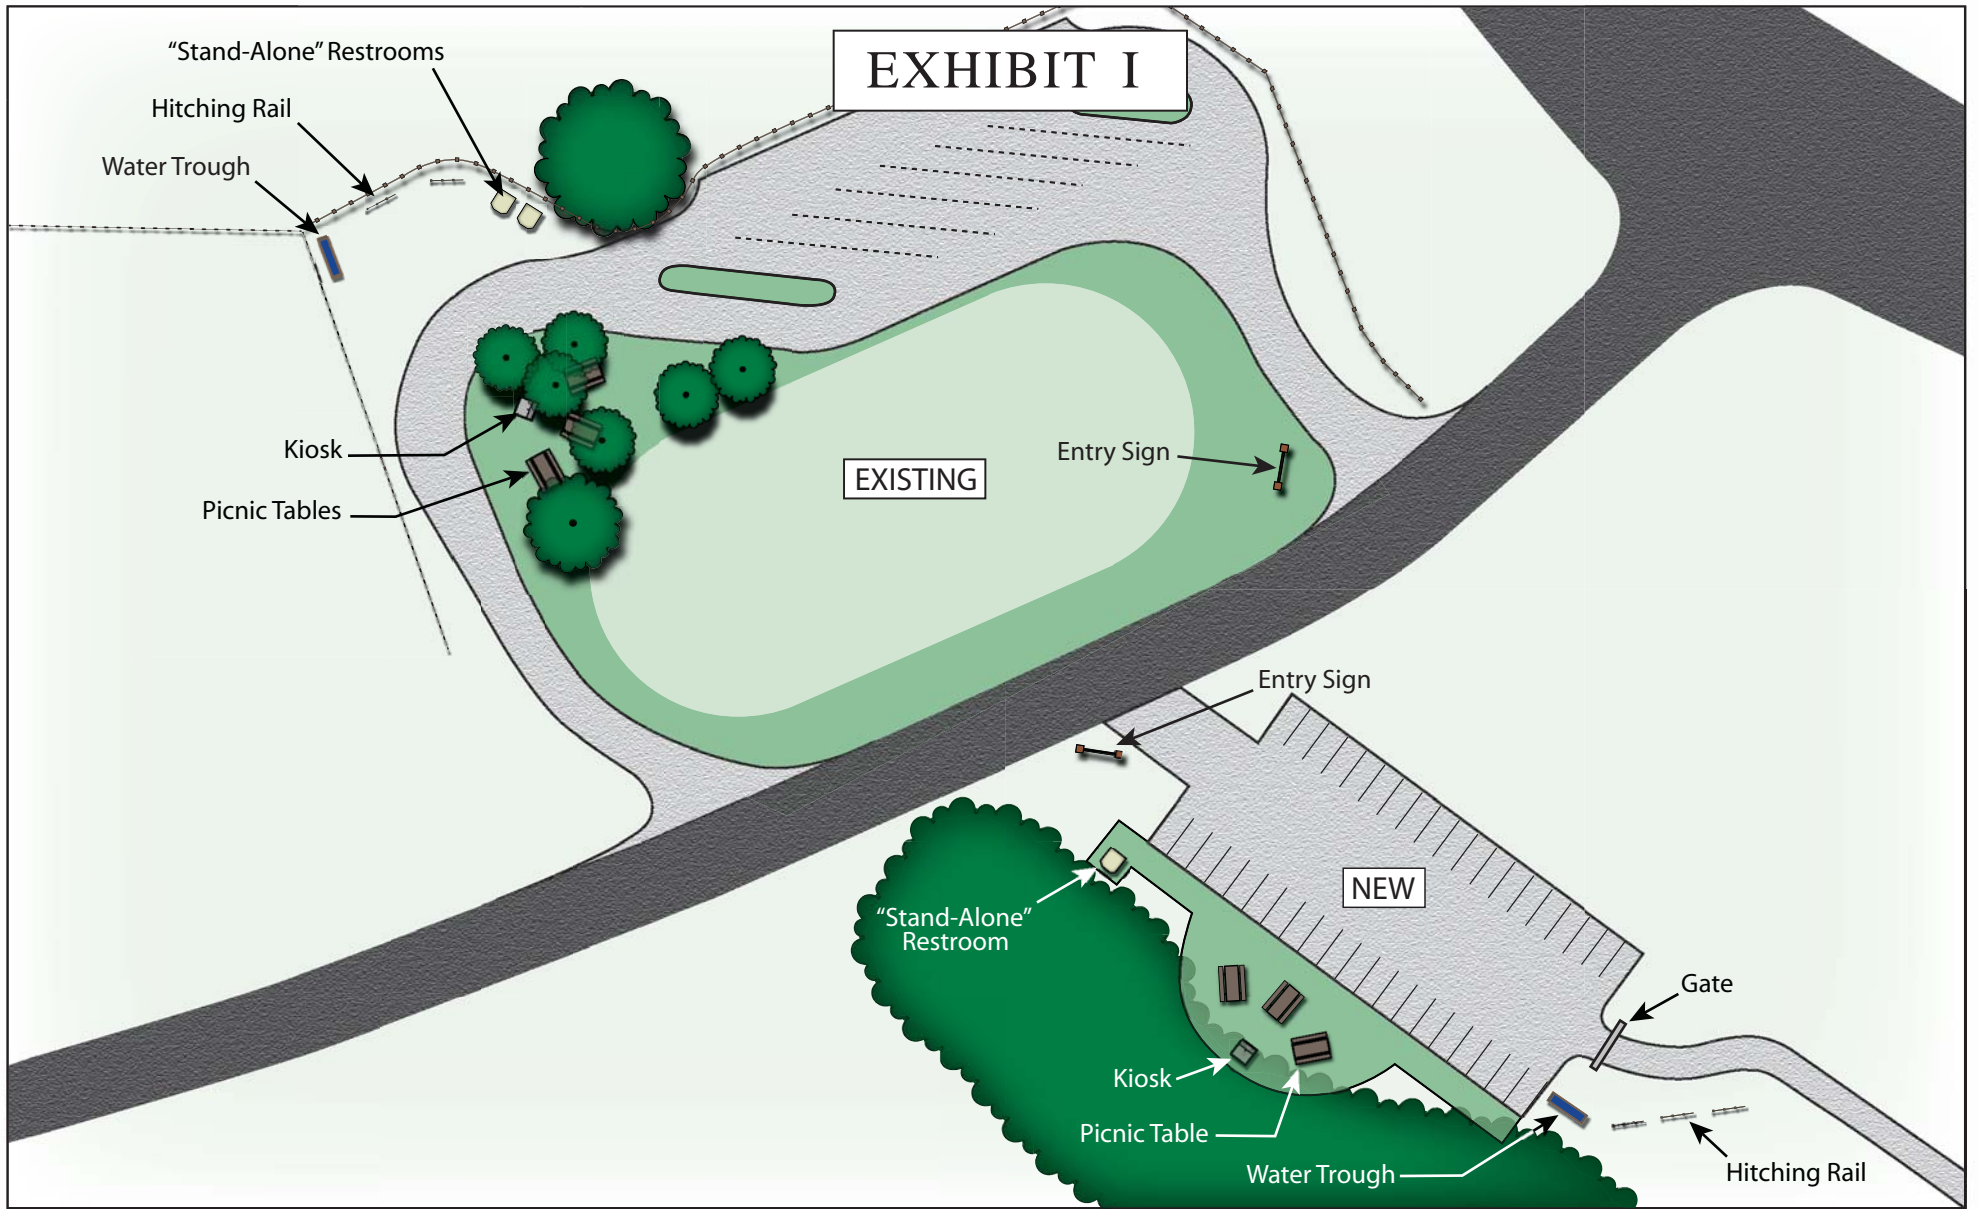 EXHIBIT I
“Stand-Alone” Restrooms
Hitching Rail
Water Trough
Kiosk
Picnic Tables
EXISTING
Entry Sign
Entry Sign
NEW
“Stand-Alone”
Restroom
Gate
Kiosk
Picnic Table
Water Trough
Hitching Rail